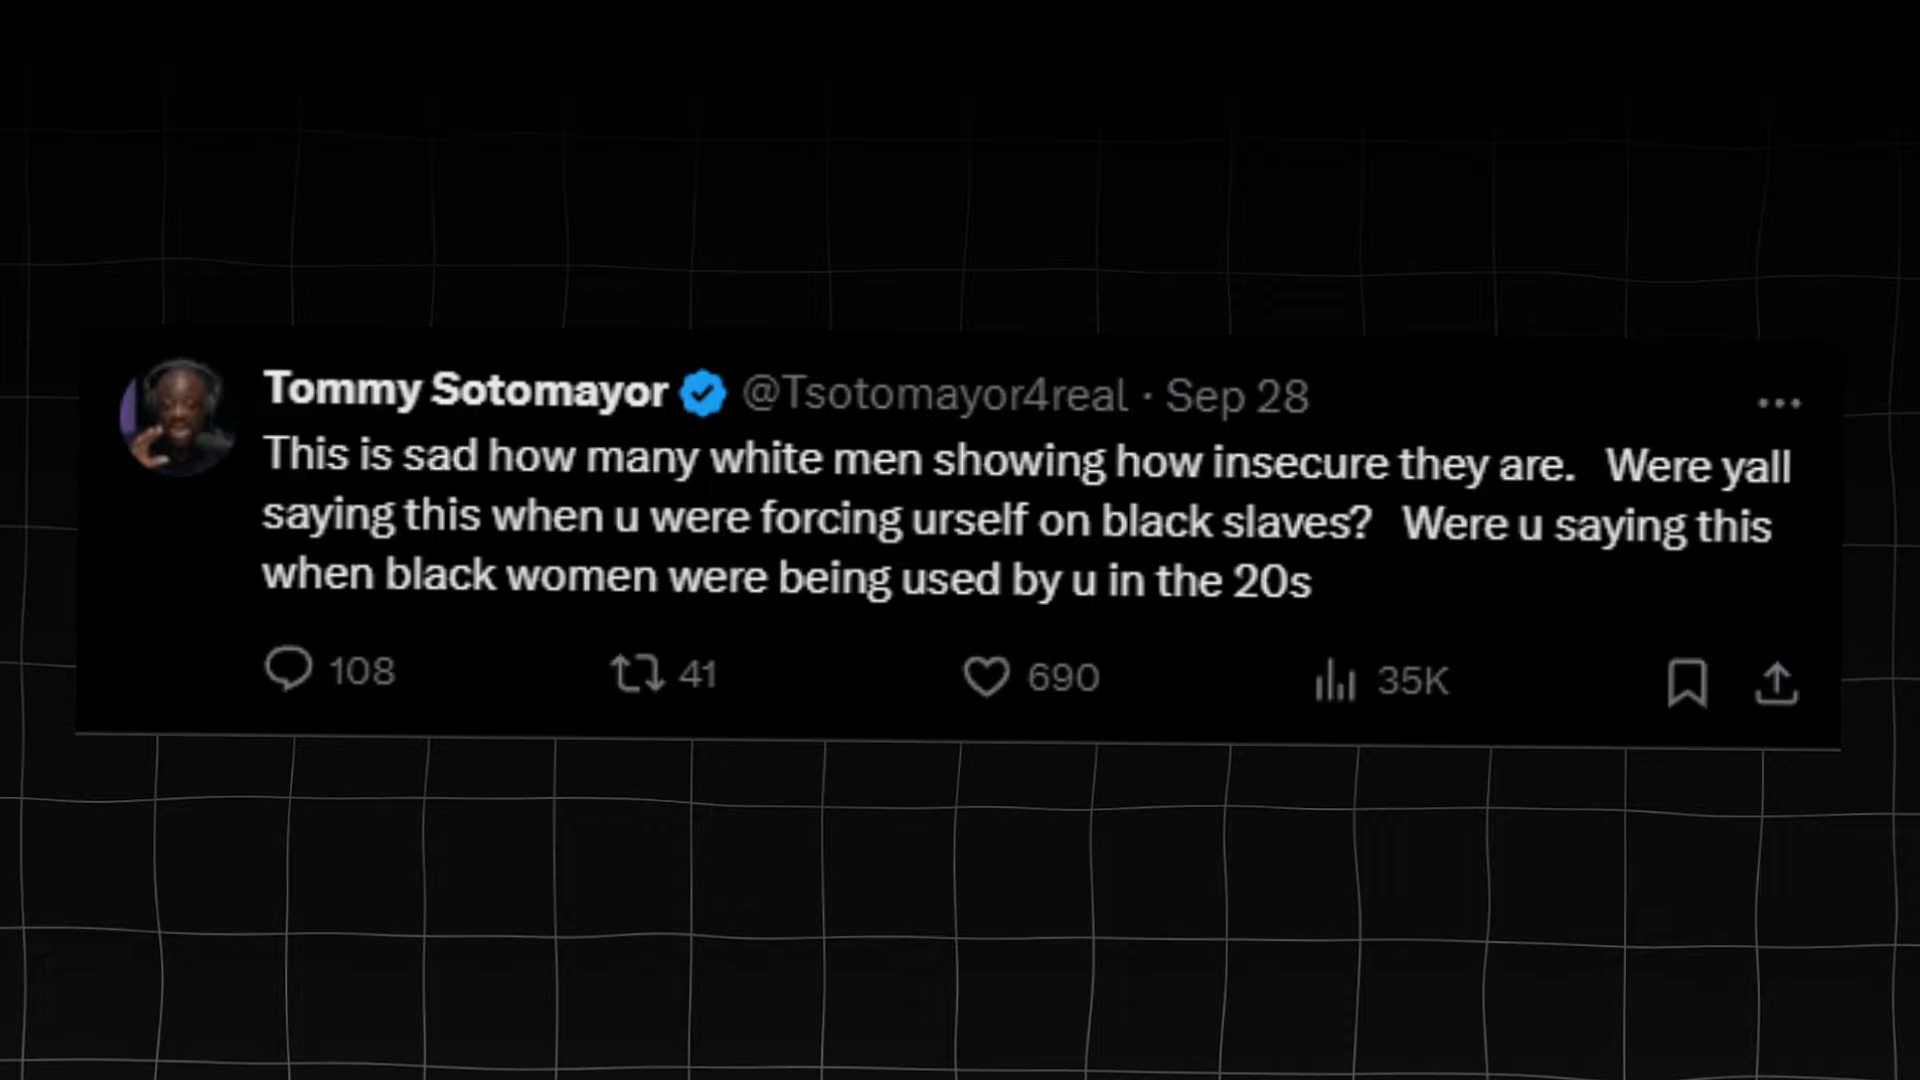 Tommy Sotomayor @Tsotomayor4real · Sep 28
This is sad how many white men showing how insecure they are. Were yall
saying this when u were forcing urself on black slaves? Were u saying this
when black women were being used by u in the 20s
108 41 690 35K